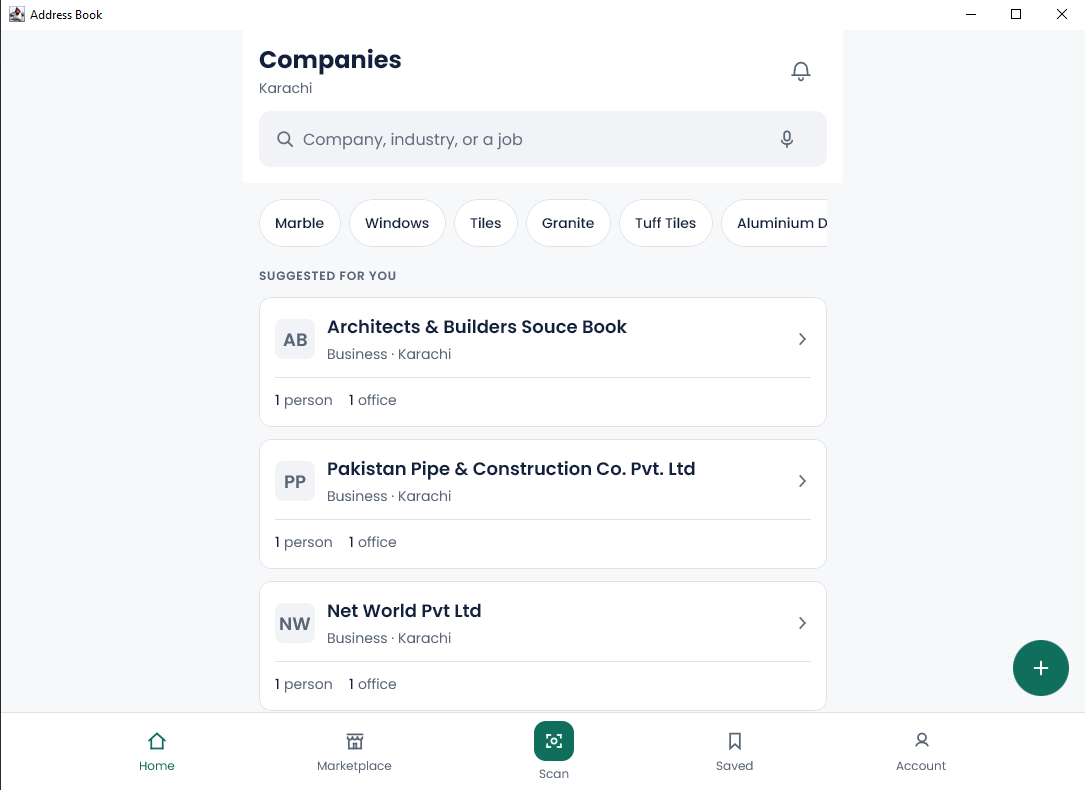 Address Book
Companies
Karachi
Company, industry, or a job
Marble
Windows
Tiles
Granite
Tuff Tiles
Aluminium D
SUGGESTED FOR YOU
AB
Architects & Builders Souce Book
Business · Karachi
1 person 1 office
PP
Pakistan Pipe & Construction Co. Pvt. Ltd
Business · Karachi
1 person 1 office
NW
Net World Pvt Ltd
Business · Karachi
1 person 1 office
Home
Marketplace
Scan
Saved
Account